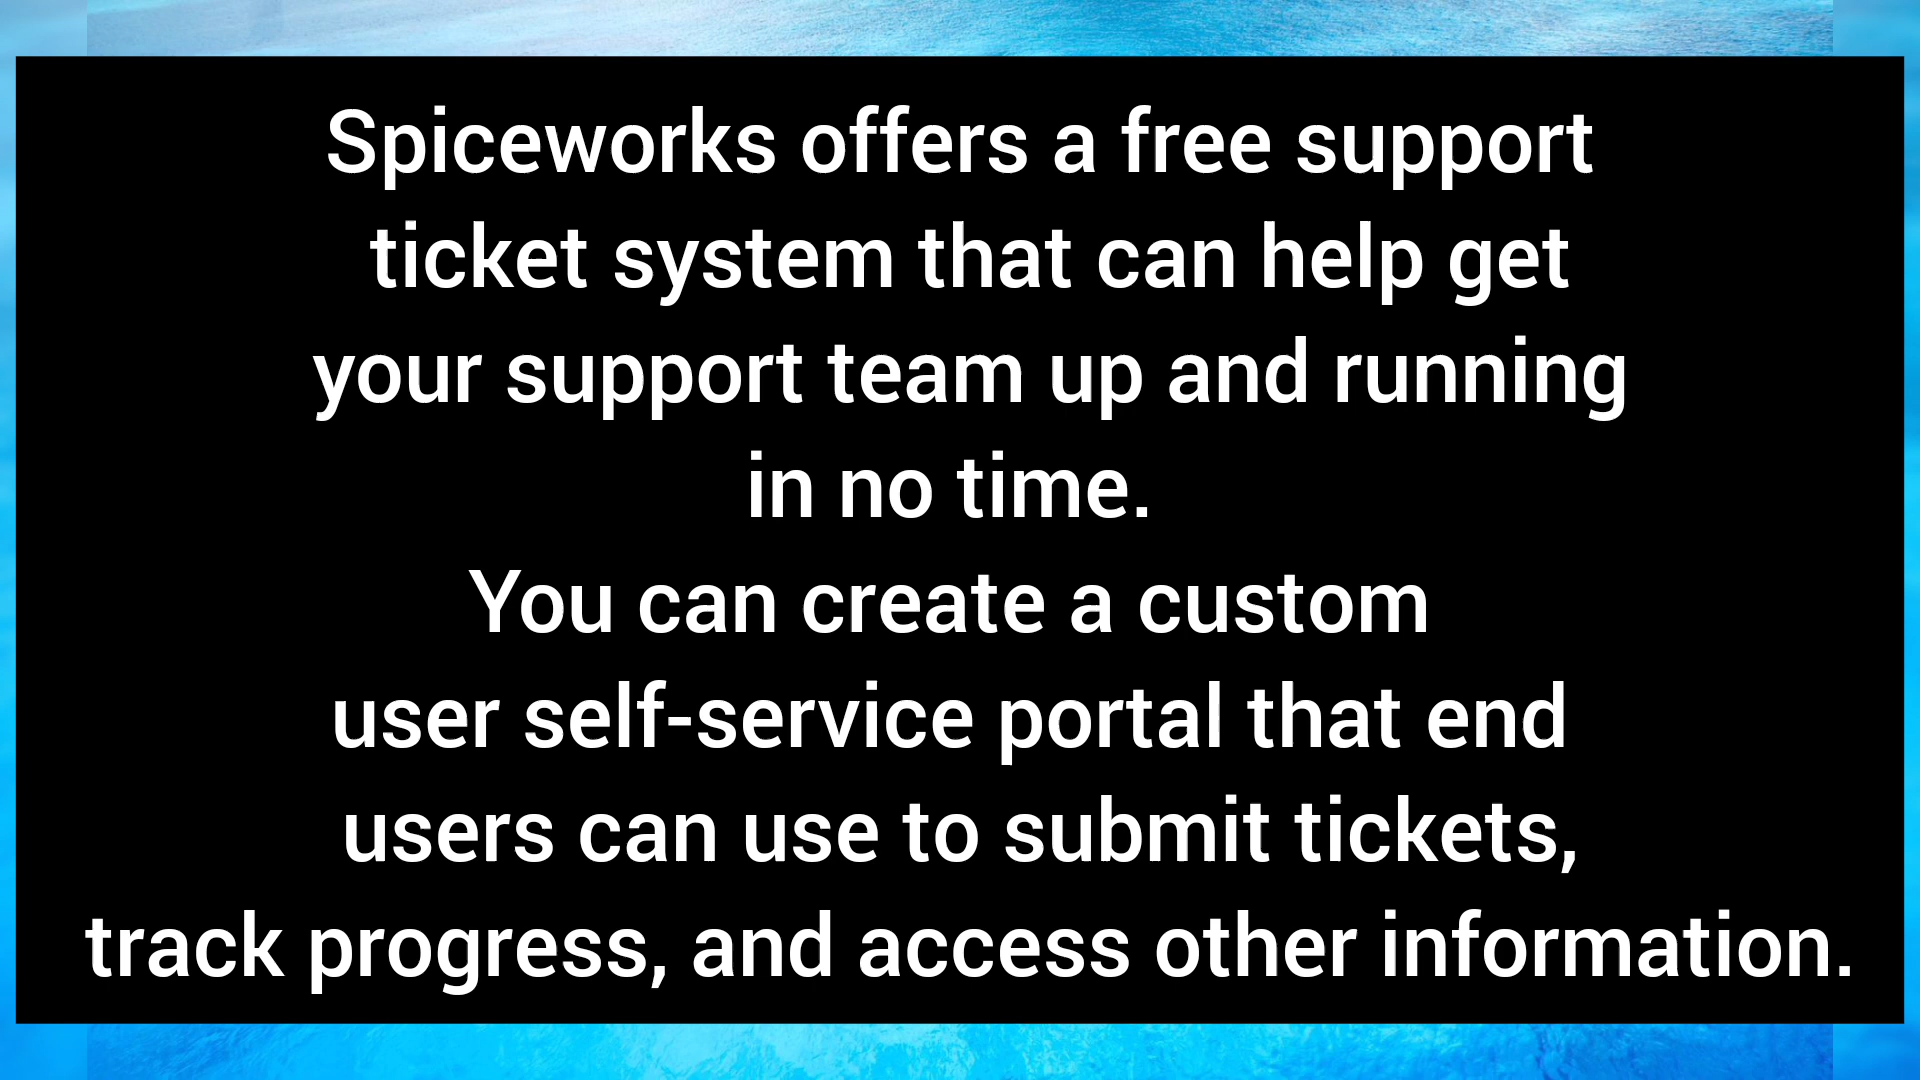 Spiceworks offers a free support
ticket system that can help get
your support team up and running
in no time.
You can create a custom
user self-service portal that end
users can use to submit tickets,
track progress, and access other information.